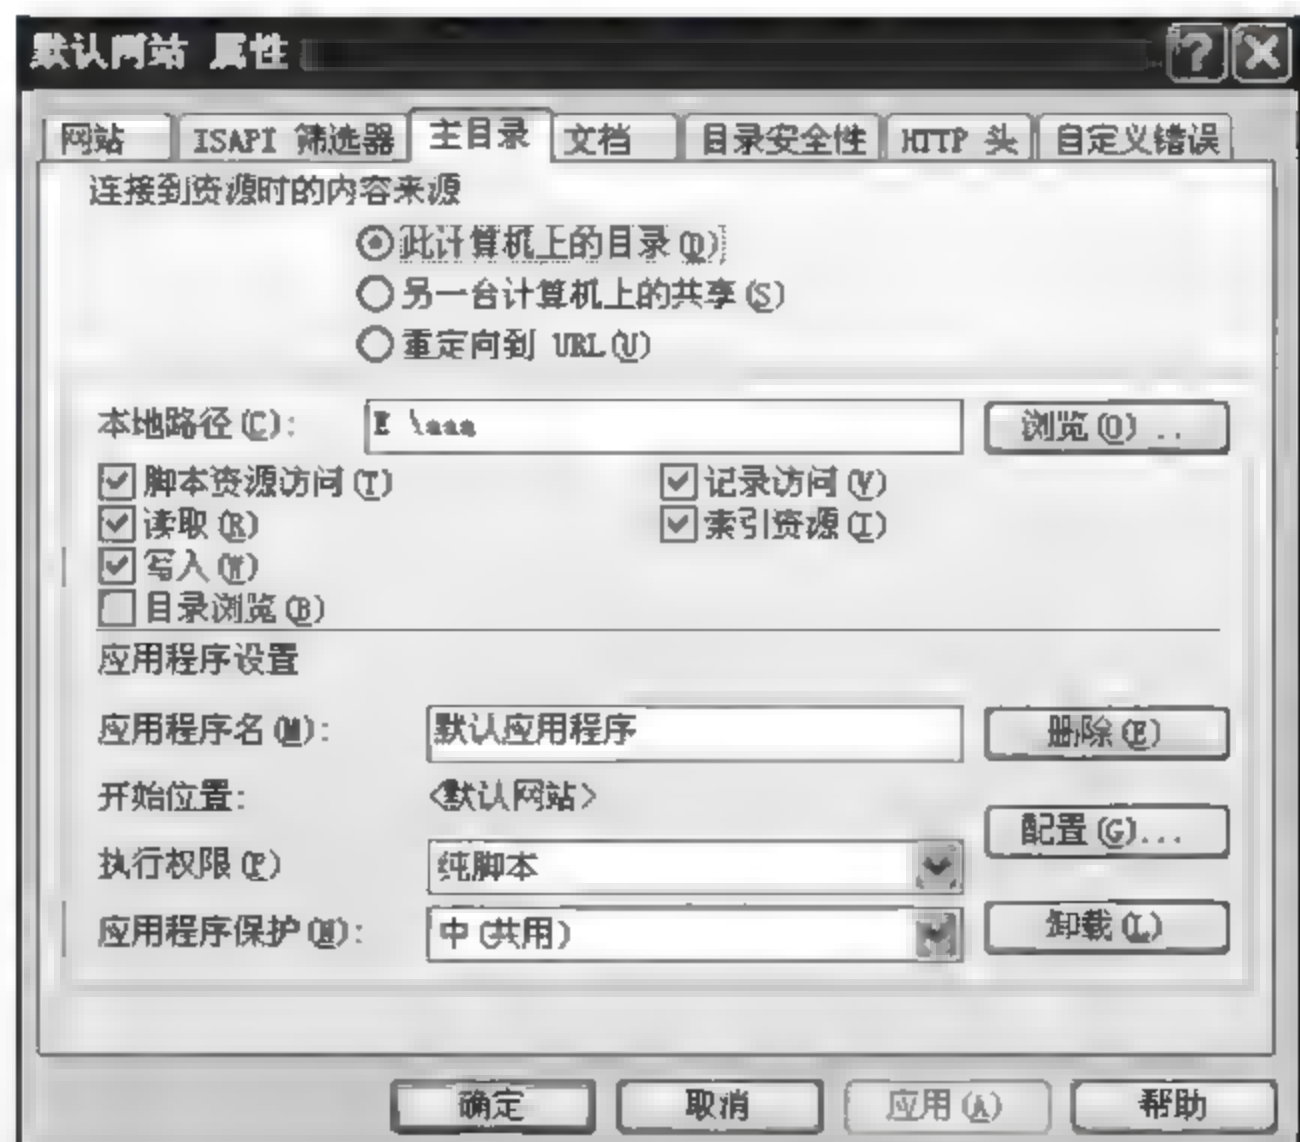 默认网站 属性
网站 ISAPI 筛选器 主目录 文档 目录安全性 HTTP 头 自定义错误
连接到资源时的内容来源
此计算机上的目录(D)
另一台计算机上的共享(S)
重定向到 URL(U)
本地路径(C): E \aaa 浏览(O)..
脚本资源访问(T) 记录访问(V)
读取(R) 索引资源(I)
写入(W)
目录浏览(B)
应用程序设置
应用程序名(M): 默认应用程序 删除(E)
开始位置: <默认网站>
配置(G)...
执行权限(P) 纯脚本
应用程序保护(N): 中(共用) 卸载(L)
确定 取消 应用(A) 帮助